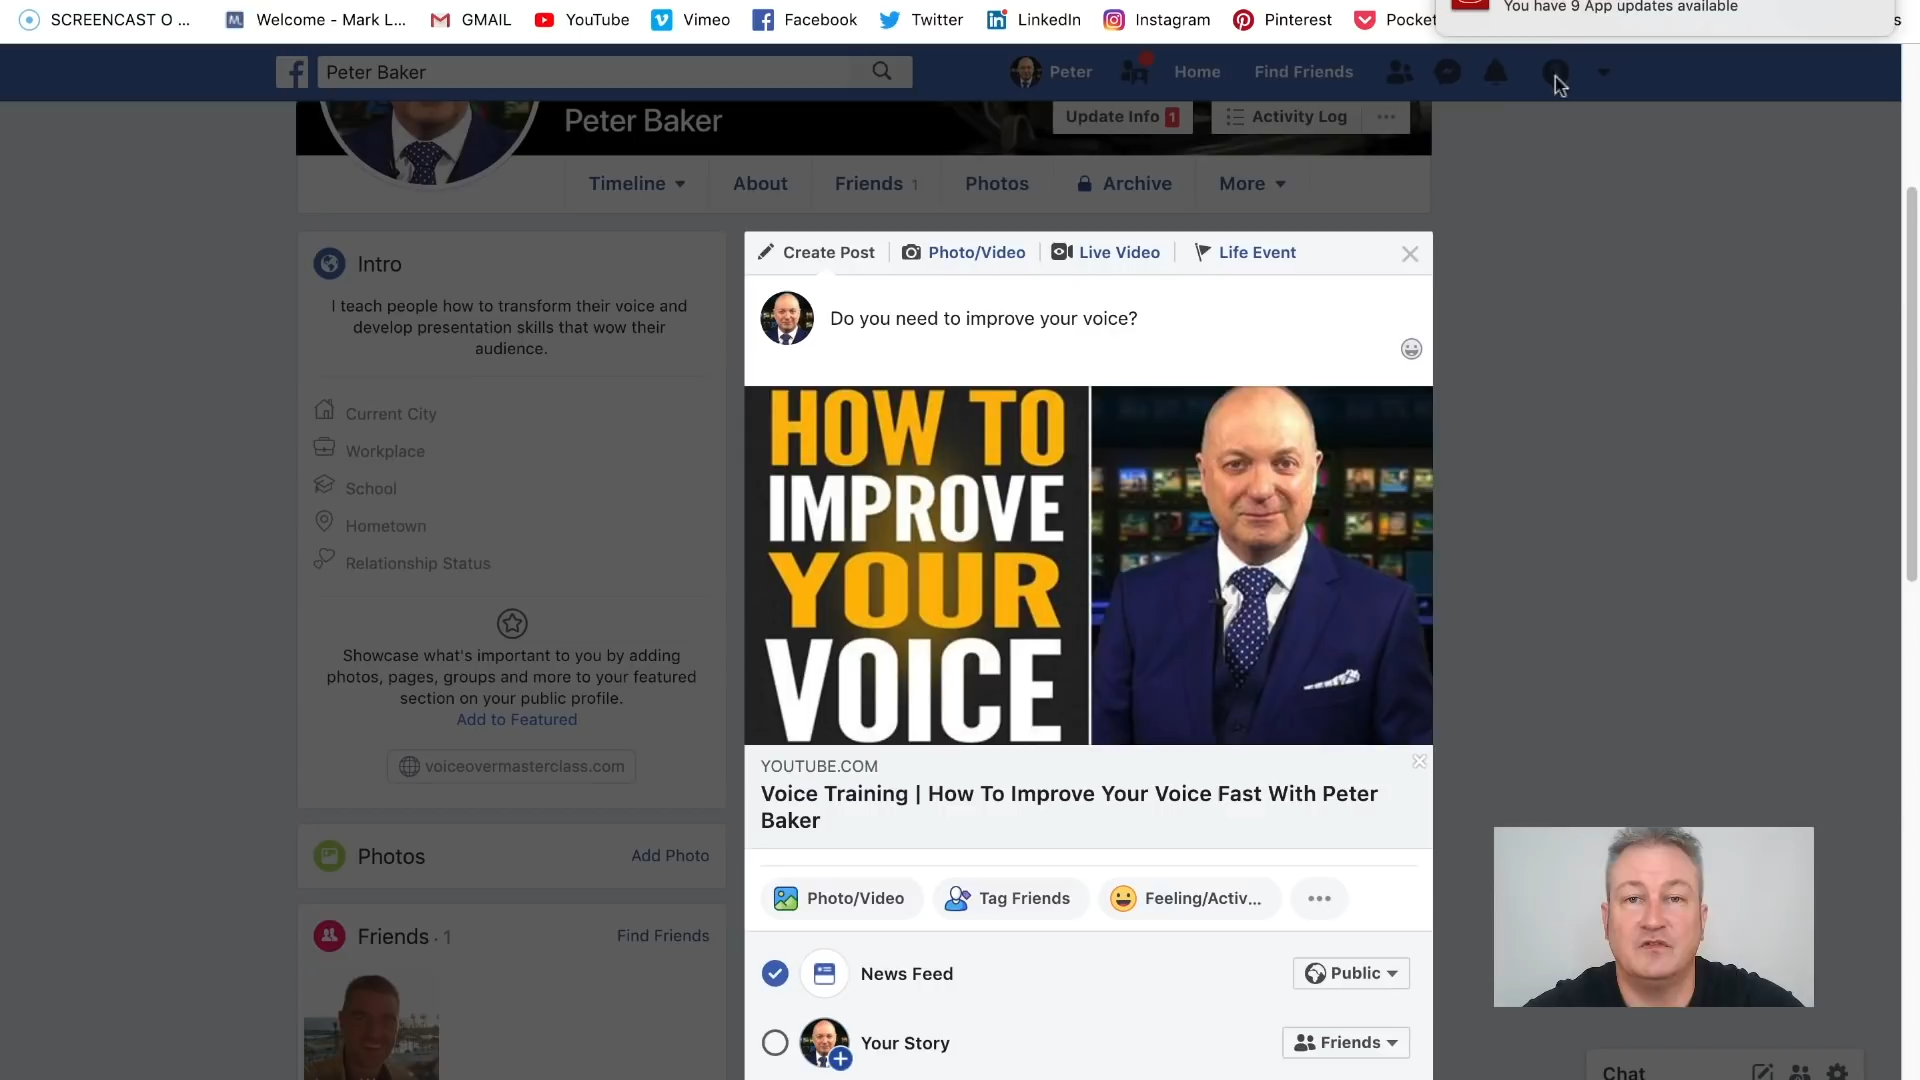 SCREENCAST O ...
Welcome - Mark L...
GMAIL
YouTube
Vimeo
Facebook
Twitter
LinkedIn
Instagram
Pinterest
Pocket
You have 9 App updates available
Peter Baker
Peter
Home
Find Friends
Peter Baker
Update Info 1
Activity Log
Timeline
About
Friends 1
Photos
Archive
More
Intro
I teach people how to transform their voice and
develop presentation skills that wow their
audience.
Current City
Workplace
School
Hometown
Relationship Status
Showcase what's important to you by adding
photos, pages, groups and more to your featured
section on your public profile.
Add to Featured
voiceovermasterclass.com
Photos
Add Photo
Friends · 1
Find Friends
Create Post
Photo/Video
Live Video
Life Event
Do you need to improve your voice?
HOW TO
IMPROVE
YOUR
VOICE
YOUTUBE.COM
Voice Training | How To Improve Your Voice Fast With Peter
Baker
Photo/Video
Tag Friends
Feeling/Activ...
News Feed
Public
Your Story
Friends
Chat